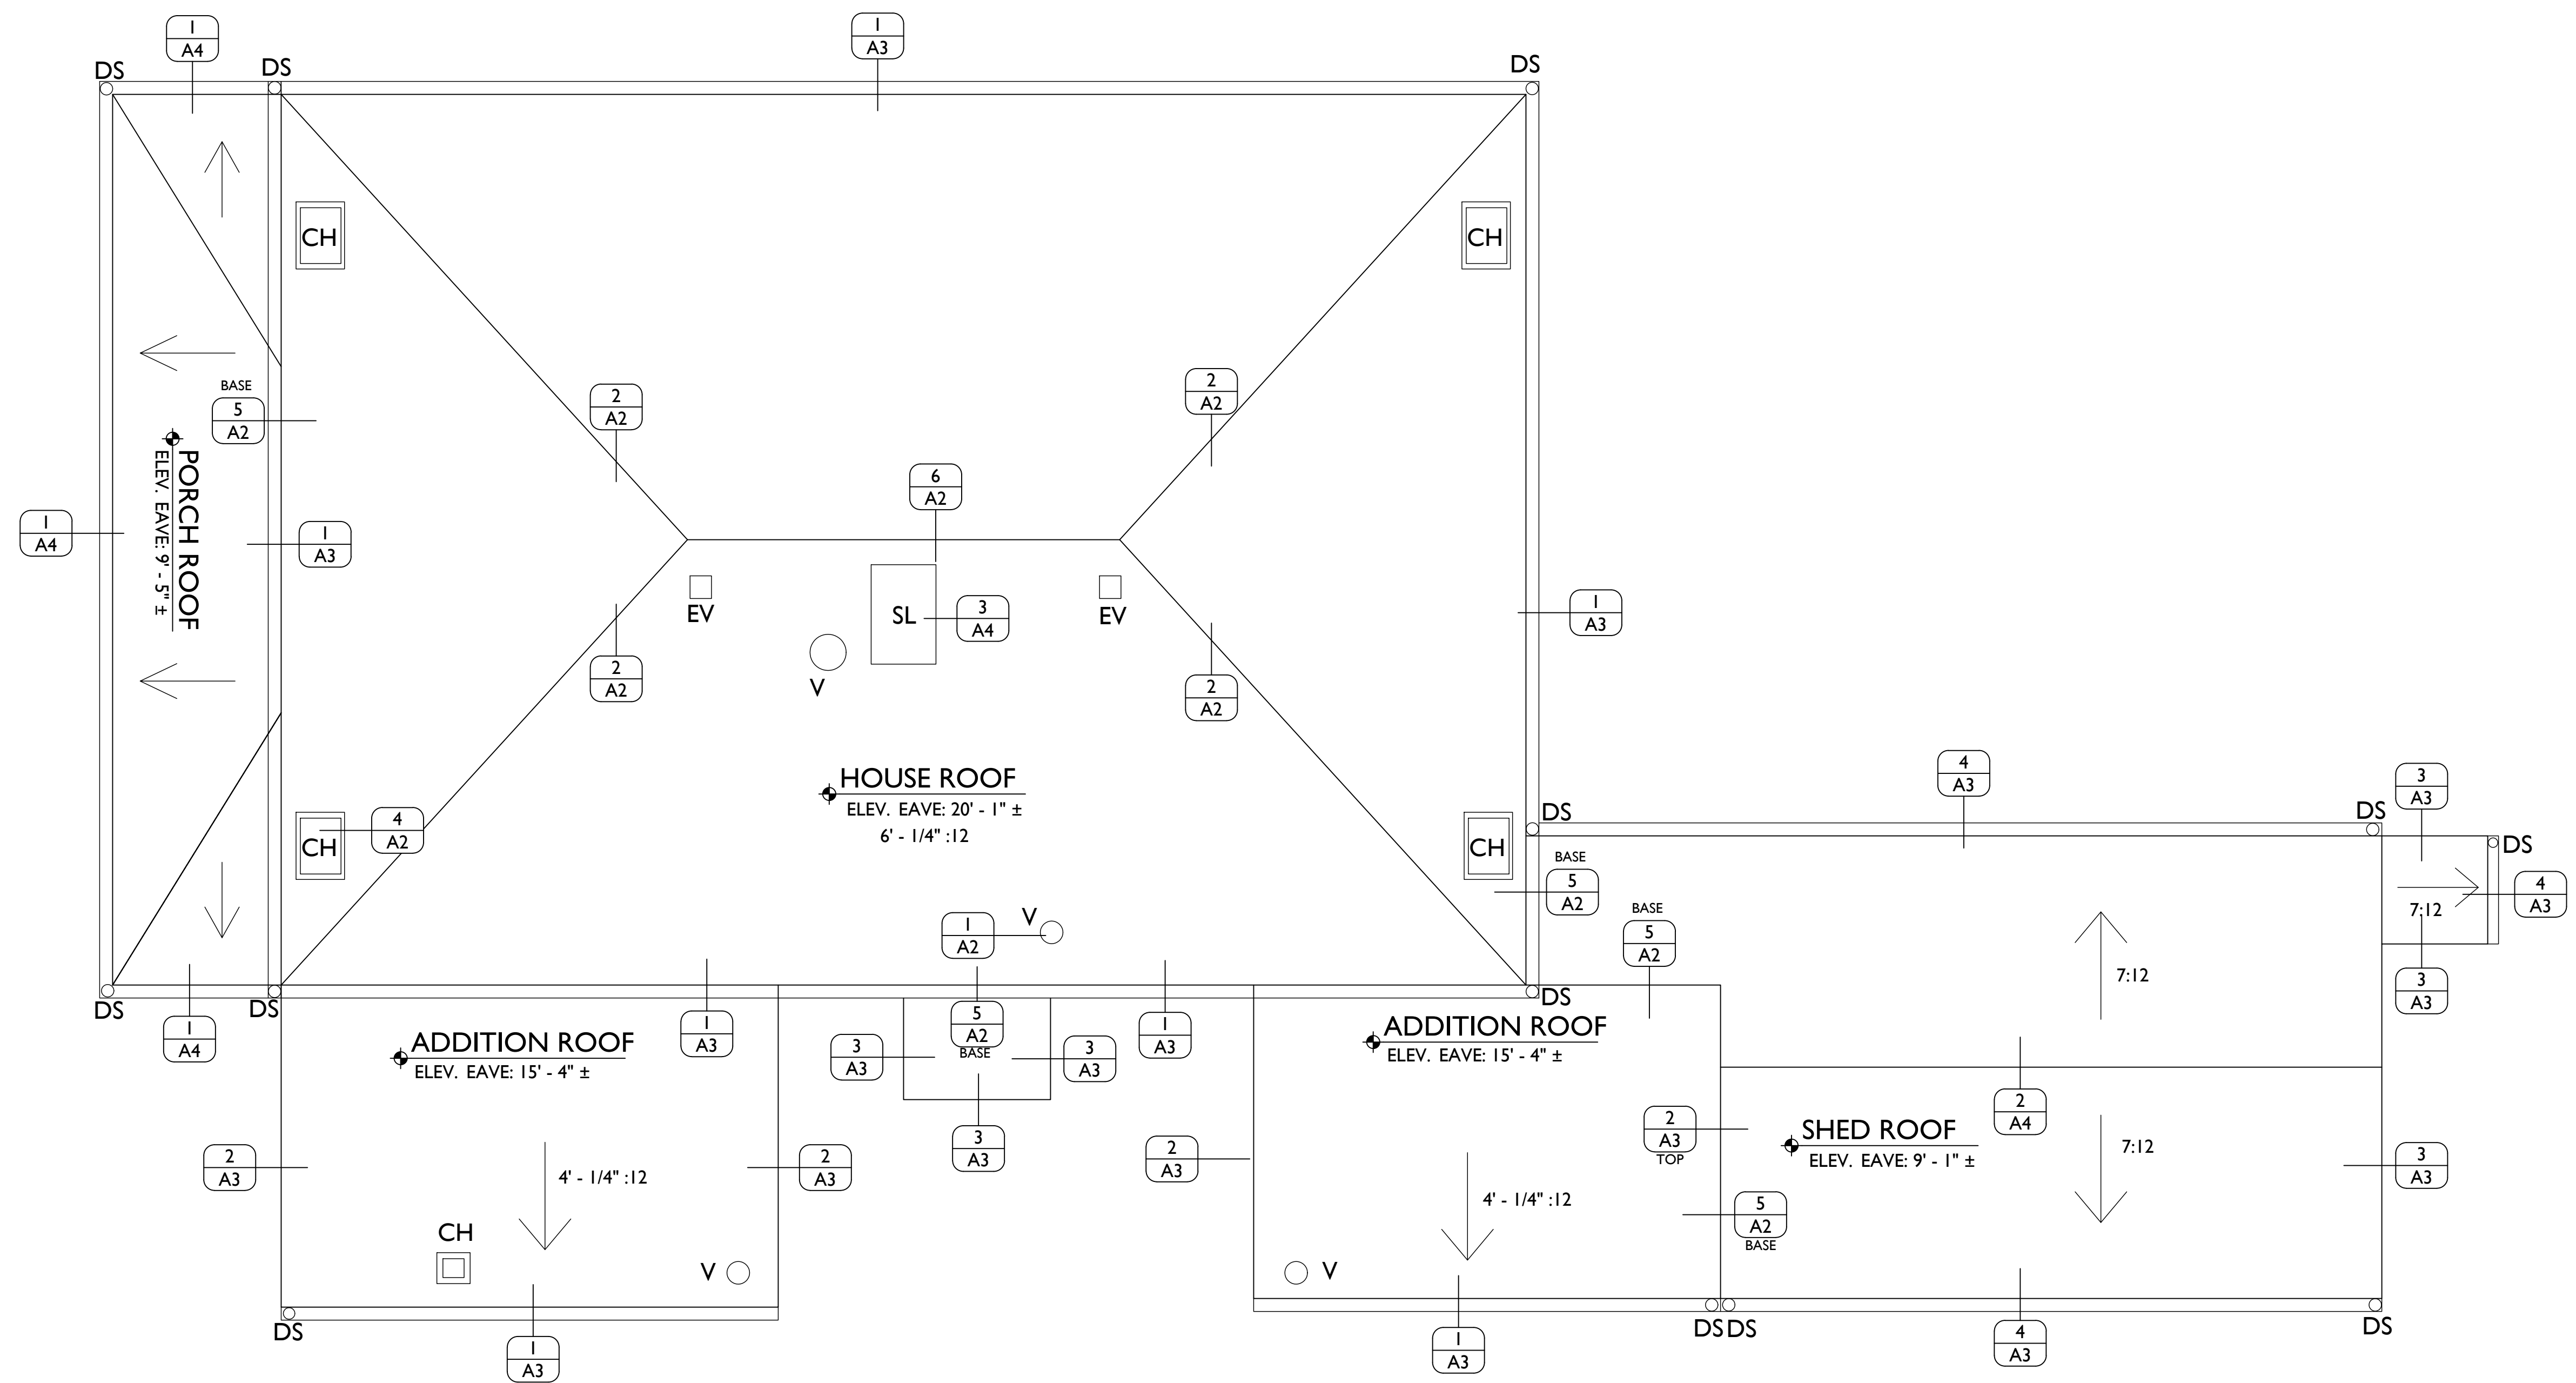 1
A4
1
A3
DS
DS
DS
CH
CH
BASE
5
A2
2
A2
2
A2
6
A2
PORCH ROOF
ELEV. EAVE: 9' - 5" ±
1
A4
1
A3
EV
SL
3
A4
EV
1
A3
V
2
A2
2
A2
HOUSE ROOF
ELEV. EAVE: 20' - 1" ±
6' - 1/4" :12
4
A3
3
A3
DS
DS
DS
CH
4
A2
CH
BASE
5
A2
4
A3
7:12
BASE
5
A2
V
1
A2
7:12
3
A3
DS
DS
DS
1
A4
ADDITION ROOF
ELEV. EAVE: 15' - 4" ±
1
A3
5
A2
BASE
3
A3
3
A3
1
A3
ADDITION ROOF
ELEV. EAVE: 15' - 4" ±
2
A4
3
A3
2
A3
2
A3
2
A3
2
A3
TOP
SHED ROOF
ELEV. EAVE: 9' - 1" ±
7:12
3
A3
4' - 1/4" :12
4' - 1/4" :12
5
A2
BASE
CH
V
V
DS
1
A3
1
A3
DS
DS
4
A3
DS